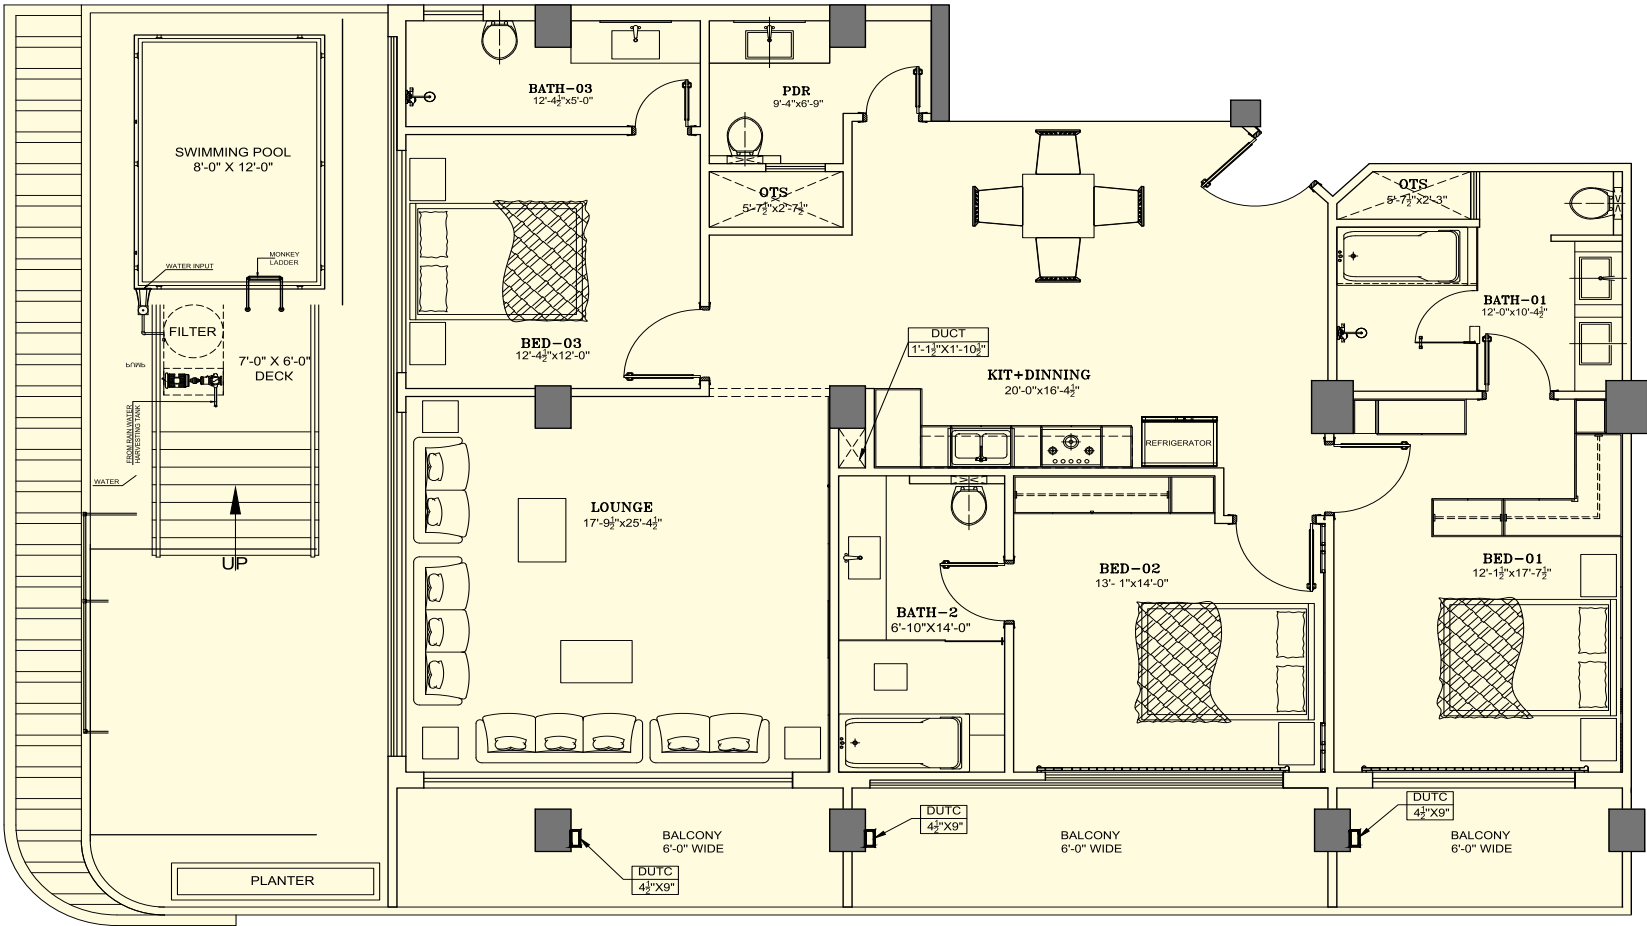 SWIMMING POOL
8'-0" X 12'-0"
WATER INPUT
MONKEY
LADDER
FILTER
7'-0" X 6'-0"
DECK
PUMP
FROM RAIN WATER
HARVESTING TANK
WATER
UP
PLANTER
BATH-03
12'-4½"x5'-0"
PDR
9'-4"x6'-9"
OTS
5'-7½"x2'-7½"
BED-03
12'-4½"x12'-0"
DUCT
1'-1½"X1'-10½"
KIT+DINNING
20'-0"x16'-4½"
REFRIGERATOR
OTS
5'-7½"x2'-3"
BATH-01
12'-0"x10'-4½"
LOUNGE
17'-9½"x25'-4½"
BATH-2
6'-10"X14'-0"
BED-02
13'- 1"x14'-0"
BED-01
12'-1½"x17'-7½"
BALCONY
6'-0" WIDE
DUTC
4½"X9"
DUTC
4½"X9"
BALCONY
6'-0" WIDE
DUTC
4½"X9"
BALCONY
6'-0" WIDE